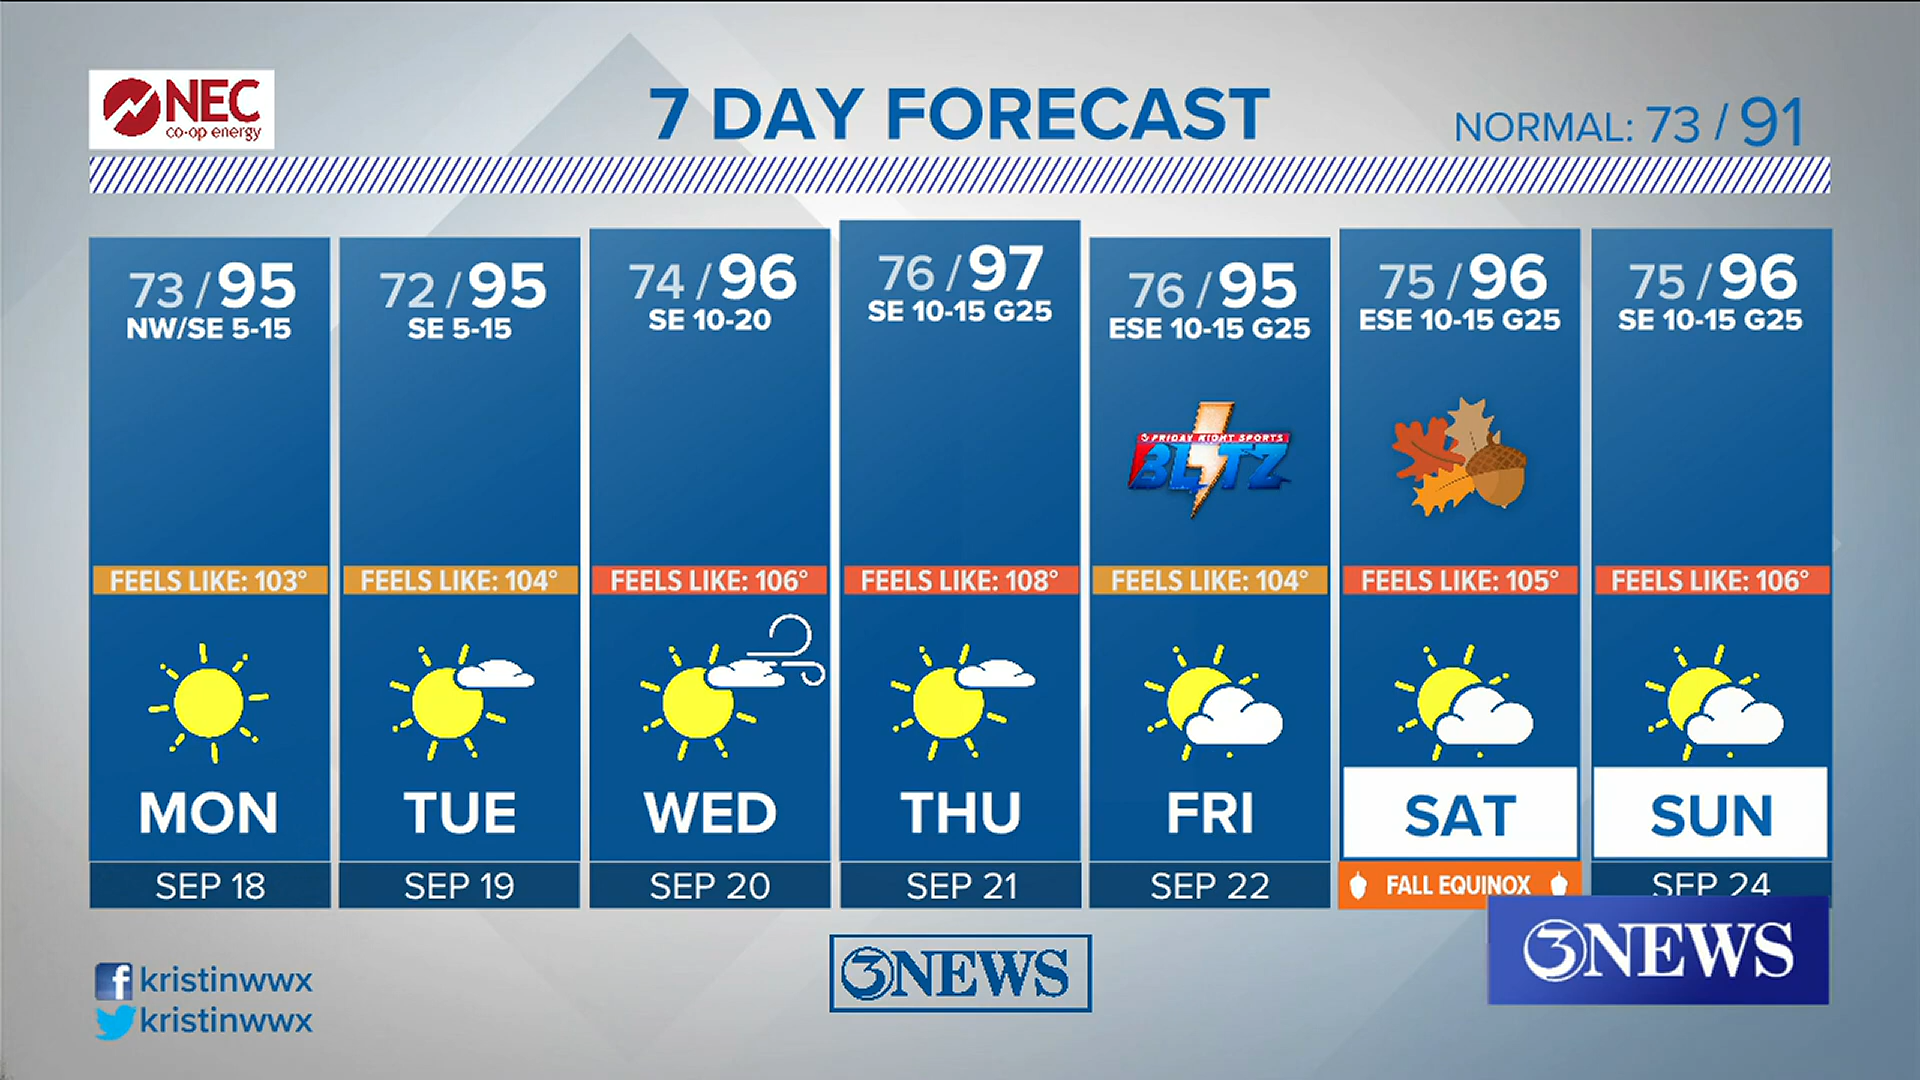 NEC
co-op energy
7 DAY FORECAST
NORMAL: 73 / 91
73 / 95
NW/SE 5-15
FEELS LIKE: 103°
MON
SEP 18
72 / 95
SE 5-15
FEELS LIKE: 104°
TUE
SEP 19
74 / 96
SE 10-20
FEELS LIKE: 106°
WED
SEP 20
76 / 97
SE 10-15 G25
FEELS LIKE: 108°
THU
SEP 21
76 / 95
ESE 10-15 G25
3 FRIDAY NIGHT SPORTS
BLITZ
FEELS LIKE: 104°
FRI
SEP 22
75 / 96
ESE 10-15 G25
FEELS LIKE: 105°
SAT
FALL EQUINOX
75 / 96
SE 10-15 G25
FEELS LIKE: 106°
SUN
SEP 24
f kristinwwx
kristinwwx
3NEWS
3NEWS